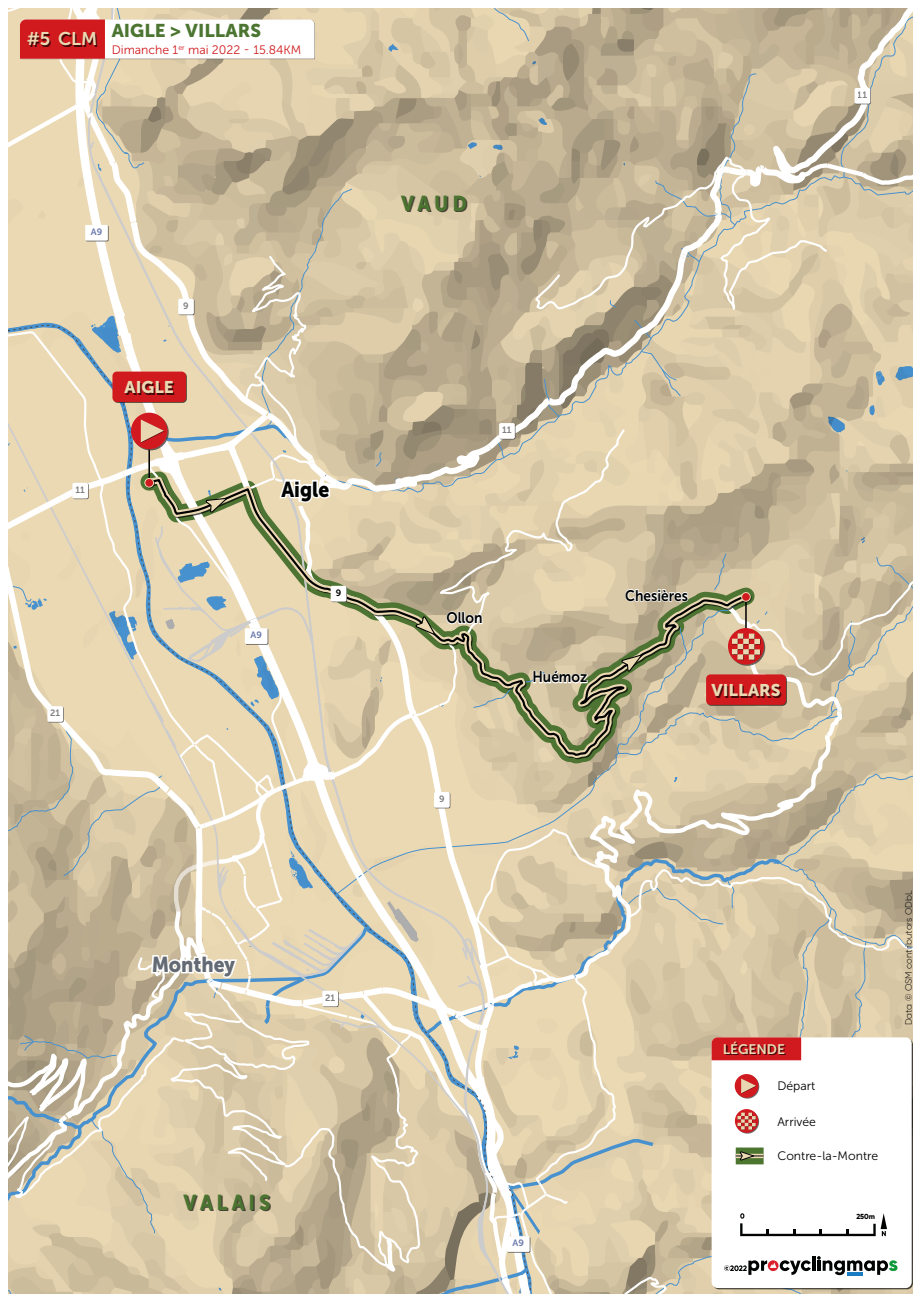 #5 CLM
AIGLE > VILLARS
Dimanche 1er mai 2022 - 15.84KM
11
VAUD
A9
9
AIGLE
11
11
Aigle
9
Chesières
Ollon
A9
Huémoz
VILLARS
21
9
Monthey
21
Data © OSM contributors ODbL
LÉGENDE
Départ
Arrivée
Contre-la-Montre
VALAIS
0
250m
N
A9
©2022 procyclingmaps